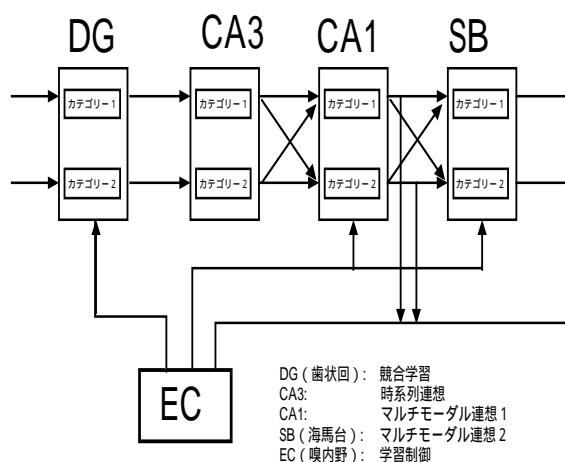 DG CA3 CA1 SB
カテゴリー1 カテゴリー1 カテゴリー1 カテゴリー1
カテゴリー2 カテゴリー2 カテゴリー2 カテゴリー2
EC
DG（歯状回）: 競合学習
CA3: 時系列連想
CA1: マルチモーダル連想1
SB（海馬台）: マルチモーダル連想2
EC（嗅内野）: 学習制御